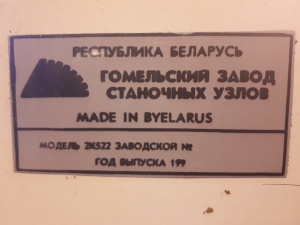 РЕСПУБЛИКА БЕЛАРУСЬ
ГОМЕЛЬСКИЙ ЗАВОД
СТАНОЧНЫХ УЗЛОВ
MADE IN BYELARUS
МОДЕЛЬ 2К522 ЗАВОДСКОЙ №
ГОД ВЫПУСКА 199